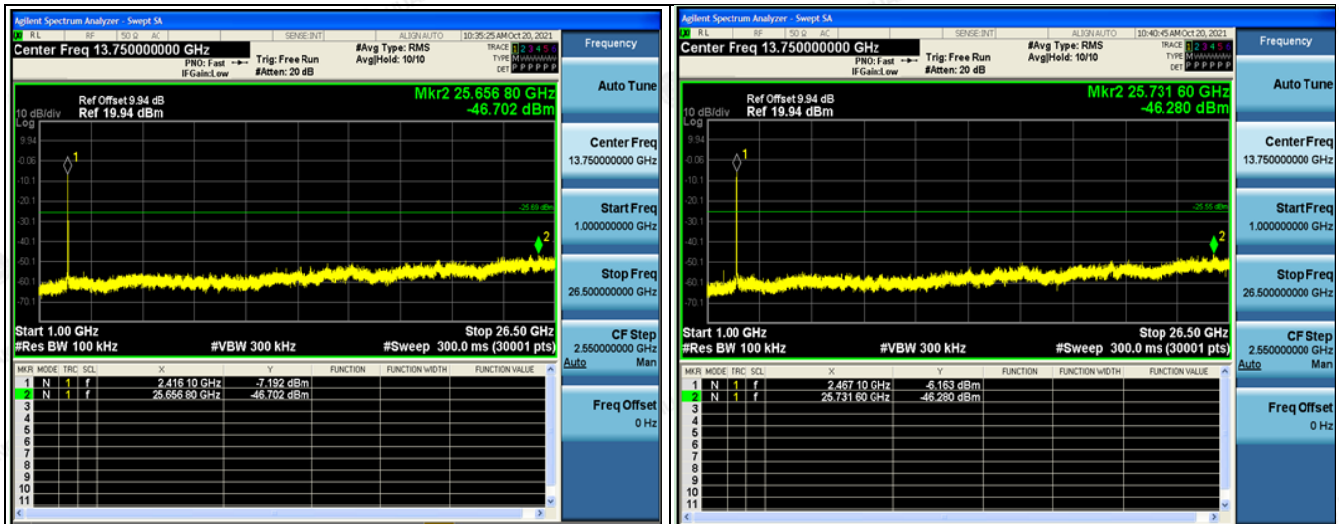 Agilent Spectrum Analyzer - Swept SA
RL RF 50 Ω AC SENSE:INT ALIGN AUTO 10:35:25 AM Oct 20, 2021
Center Freq 13.750000000 GHz
#Avg Type: RMS
TRACE 1 2 3 4 5 6
PNO: Fast
Trig: Free Run
Avg|Hold: 10/10
TYPE M
IFGain:Low
#Atten: 20 dB
DET P P P P P P
Mkr2 25.656 80 GHz
-46.702 dBm
Ref Offset 9.94 dB
10 dB/div Ref 19.94 dBm
Log
9.94
-0.06
-10.1
-20.1
-30.1
-40.1
-50.1
-60.1
-70.1
1
-25.69 dBm
2
Start 1.00 GHz Stop 26.50 GHz
#Res BW 100 kHz #VBW 300 kHz #Sweep 300.0 ms (30001 pts)
MKR MODE TRC SCL X Y FUNCTION FUNCTION WIDTH FUNCTION VALUE
1 N 1 f 2.416 10 GHz -7.192 dBm
2 N 1 f 25.656 80 GHz -46.702 dBm
3
4
5
6
7
8
9
10
11
Frequency
Auto Tune
Center Freq
13.750000000 GHz
Start Freq
1.000000000 GHz
Stop Freq
26.500000000 GHz
CF Step
2.550000000 GHz
Auto Man
Freq Offset
0 Hz
Agilent Spectrum Analyzer - Swept SA
RL RF 50 Ω AC SENSE:INT ALIGN AUTO 10:40:45 AM Oct 20, 2021
Center Freq 13.750000000 GHz
#Avg Type: RMS
TRACE 1 2 3 4 5 6
PNO: Fast
Trig: Free Run
Avg|Hold: 10/10
TYPE M
IFGain:Low
#Atten: 20 dB
DET P P P P P P
Mkr2 25.731 60 GHz
-46.280 dBm
Ref Offset 9.94 dB
10 dB/div Ref 19.94 dBm
Log
9.94
-0.06
-10.1
-20.1
-30.1
-40.1
-50.1
-60.1
-70.1
1
-25.55 dBm
2
Start 1.00 GHz Stop 26.50 GHz
#Res BW 100 kHz #VBW 300 kHz #Sweep 300.0 ms (30001 pts)
MKR MODE TRC SCL X Y FUNCTION FUNCTION WIDTH FUNCTION VALUE
1 N 1 f 2.467 10 GHz -6.163 dBm
2 N 1 f 25.731 60 GHz -46.280 dBm
3
4
5
6
7
8
9
10
11
Frequency
Auto Tune
Center Freq
13.750000000 GHz
Start Freq
1.000000000 GHz
Stop Freq
26.500000000 GHz
CF Step
2.550000000 GHz
Auto Man
Freq Offset
0 Hz